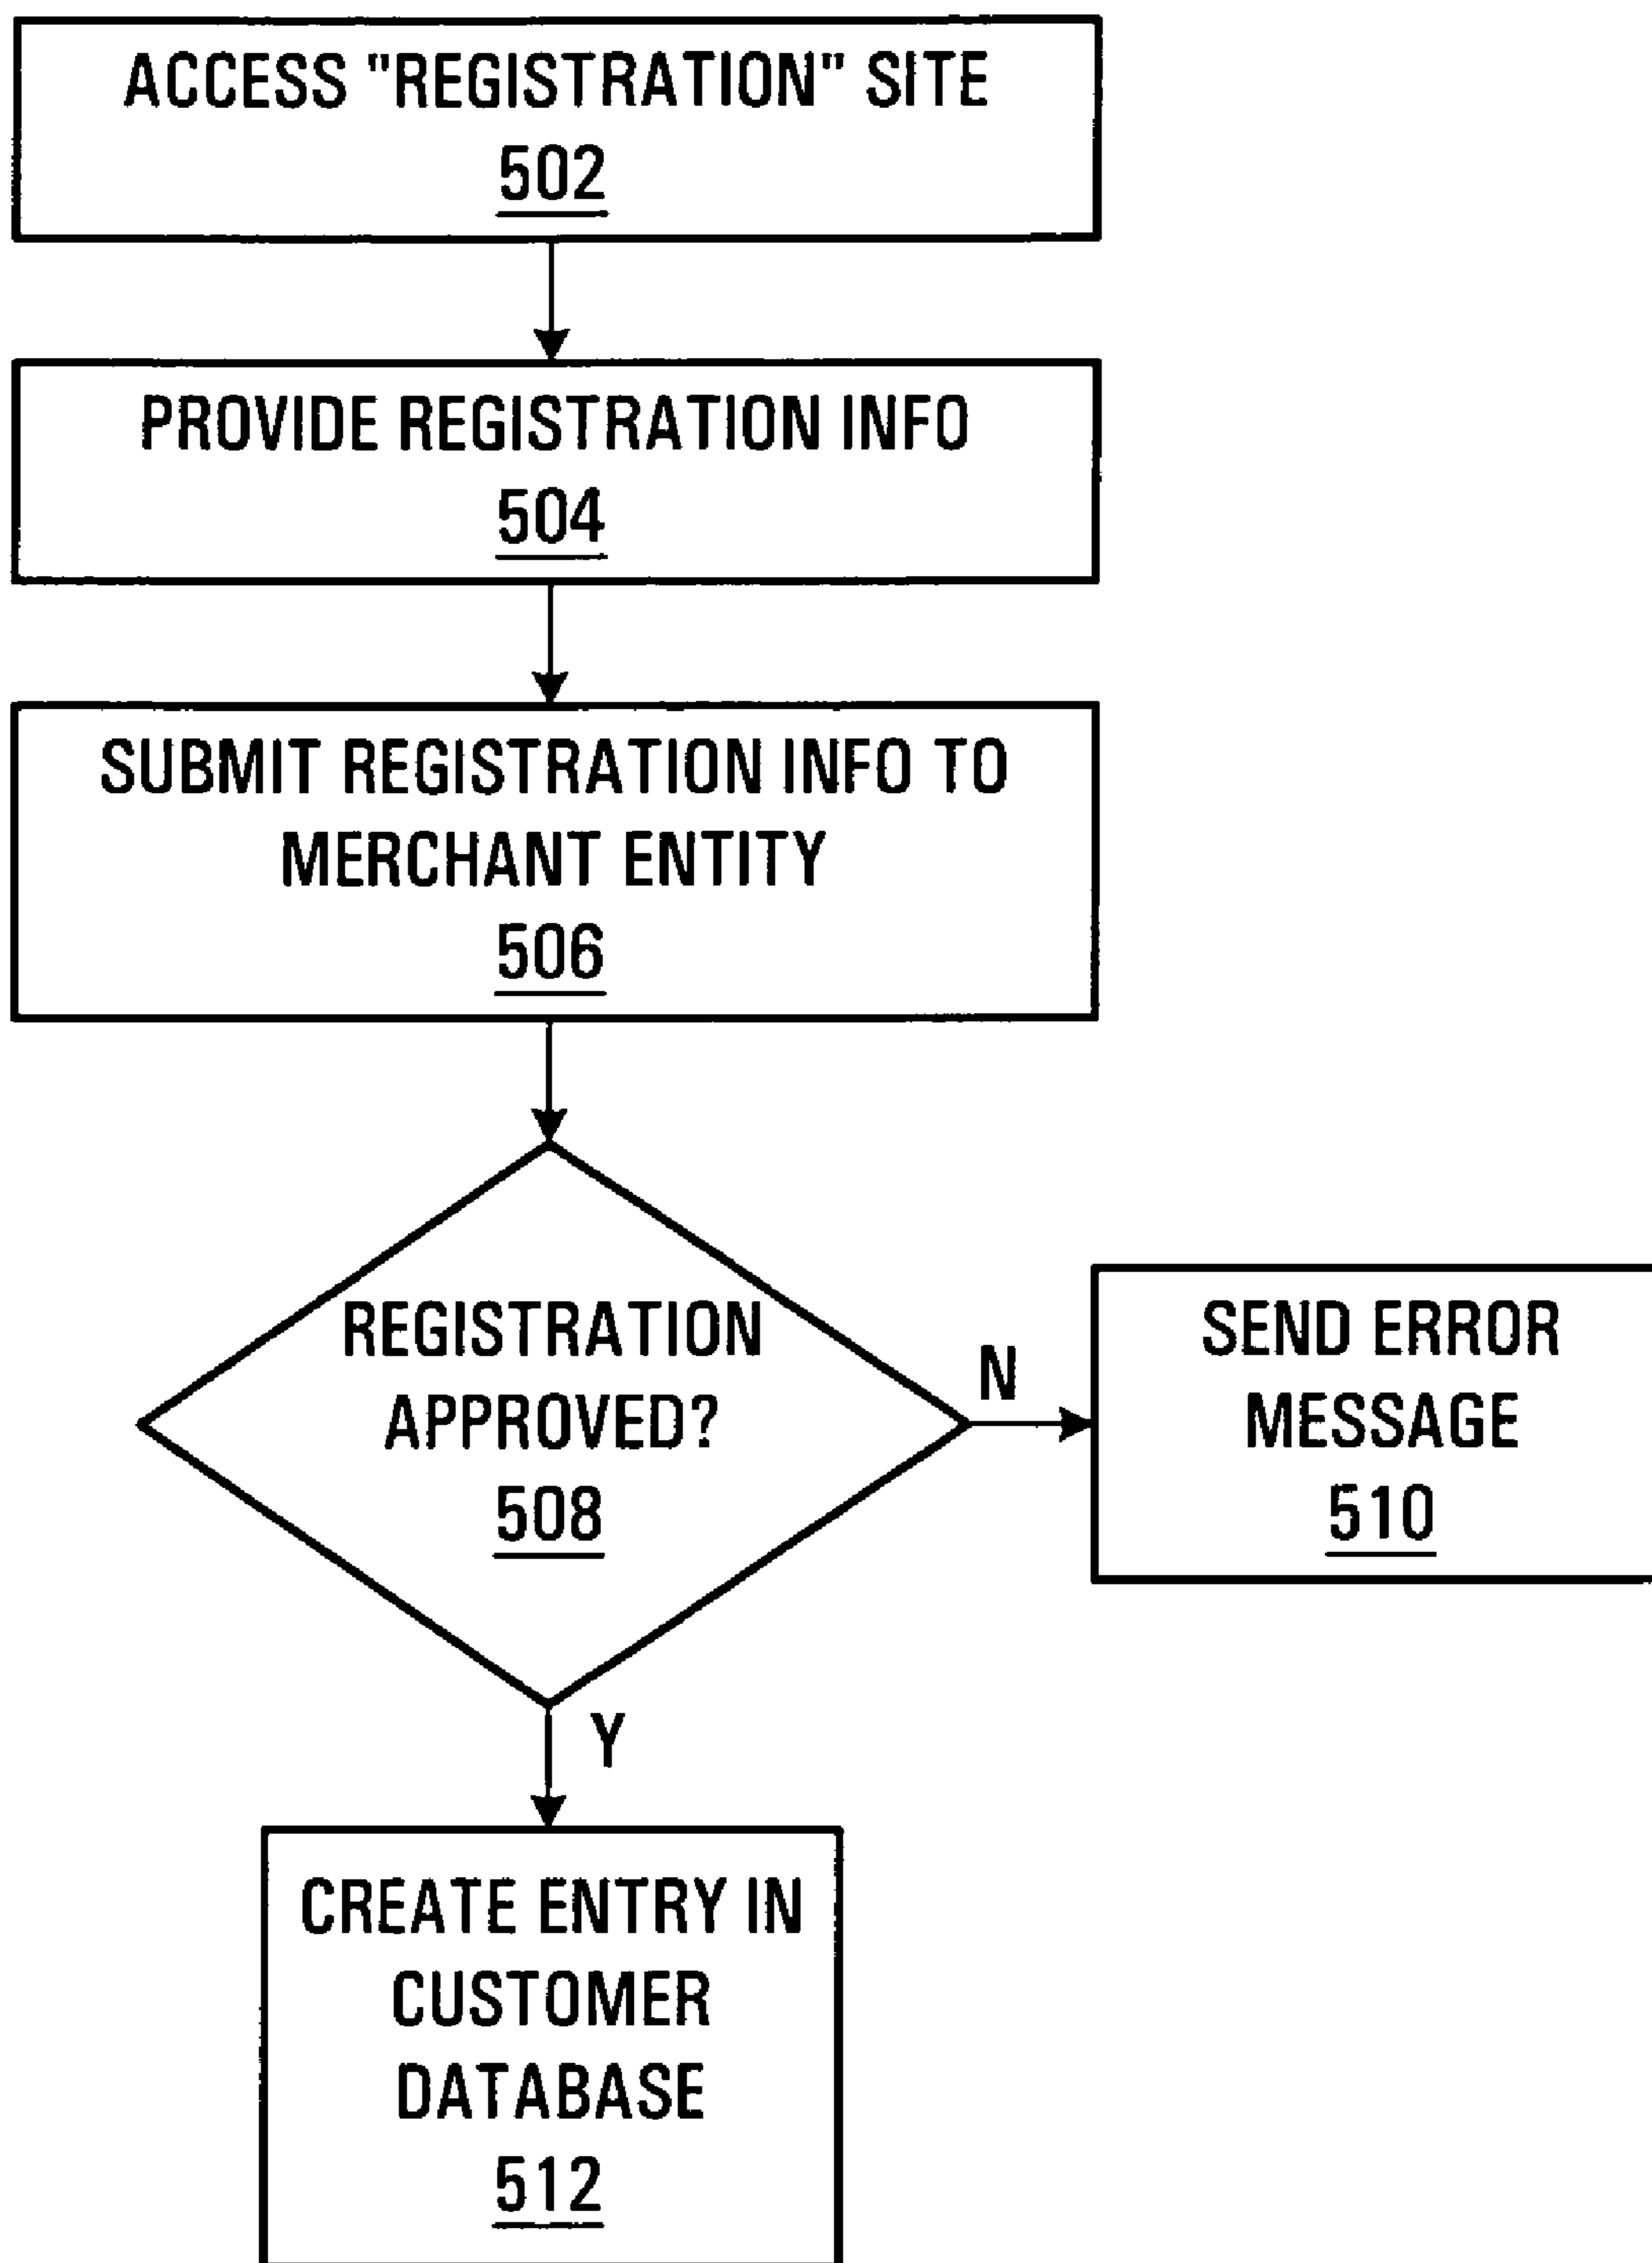 ACCESS "REGISTRATION" SITE
502
PROVIDE REGISTRATION INFO
504
SUBMIT REGISTRATION INFO TO
MERCHANT ENTITY
506
REGISTRATION
APPROVED?
508
N
SEND ERROR
MESSAGE
510
Y
CREATE ENTRY IN
CUSTOMER
DATABASE
512